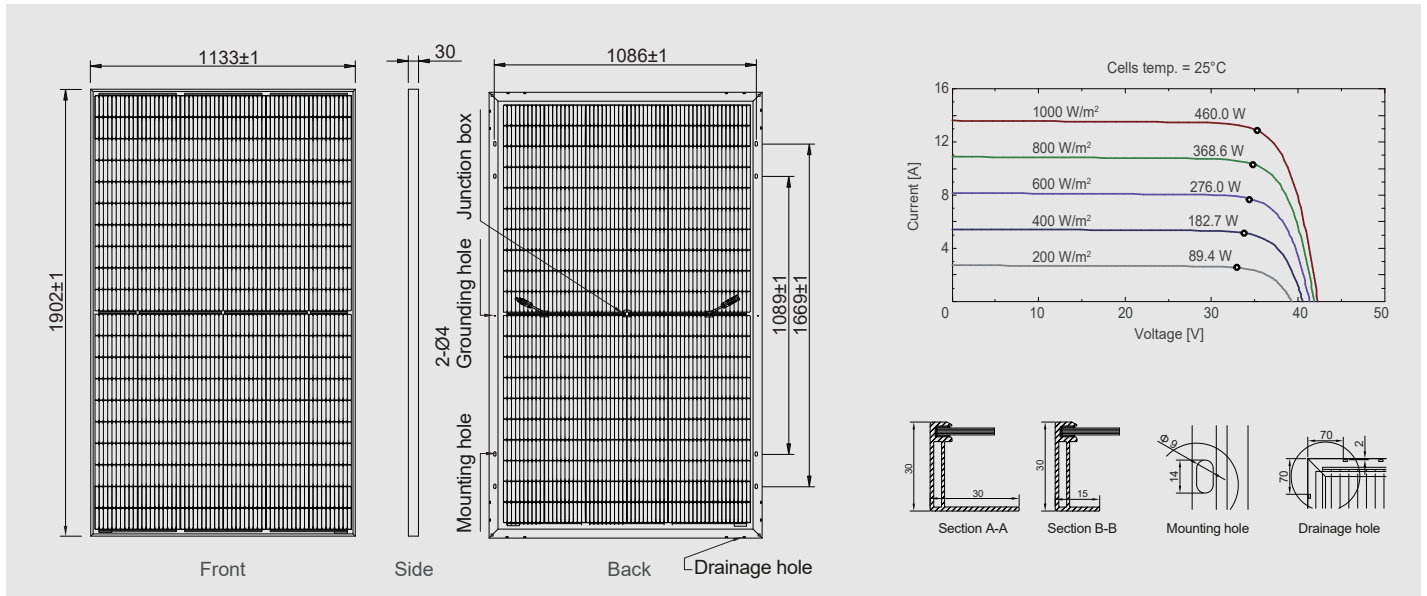 1133±1
30
1902±1
Front
Side
1086±1
Junction box
2-Ø4
Grounding hole
Mounting hole
1089±1
1669±1
Back
Drainage hole
Cells temp. = 25°C
Current [A]
16
12
8
4
0
10
20
30
40
50
Voltage [V]
1000 W/m²
460.0 W
800 W/m²
368.6 W
600 W/m²
276.0 W
400 W/m²
182.7 W
200 W/m²
89.4 W
30
30
Section A-A
30
15
Section B-B
Φ 9
14
Mounting hole
70
2
70
Drainage hole